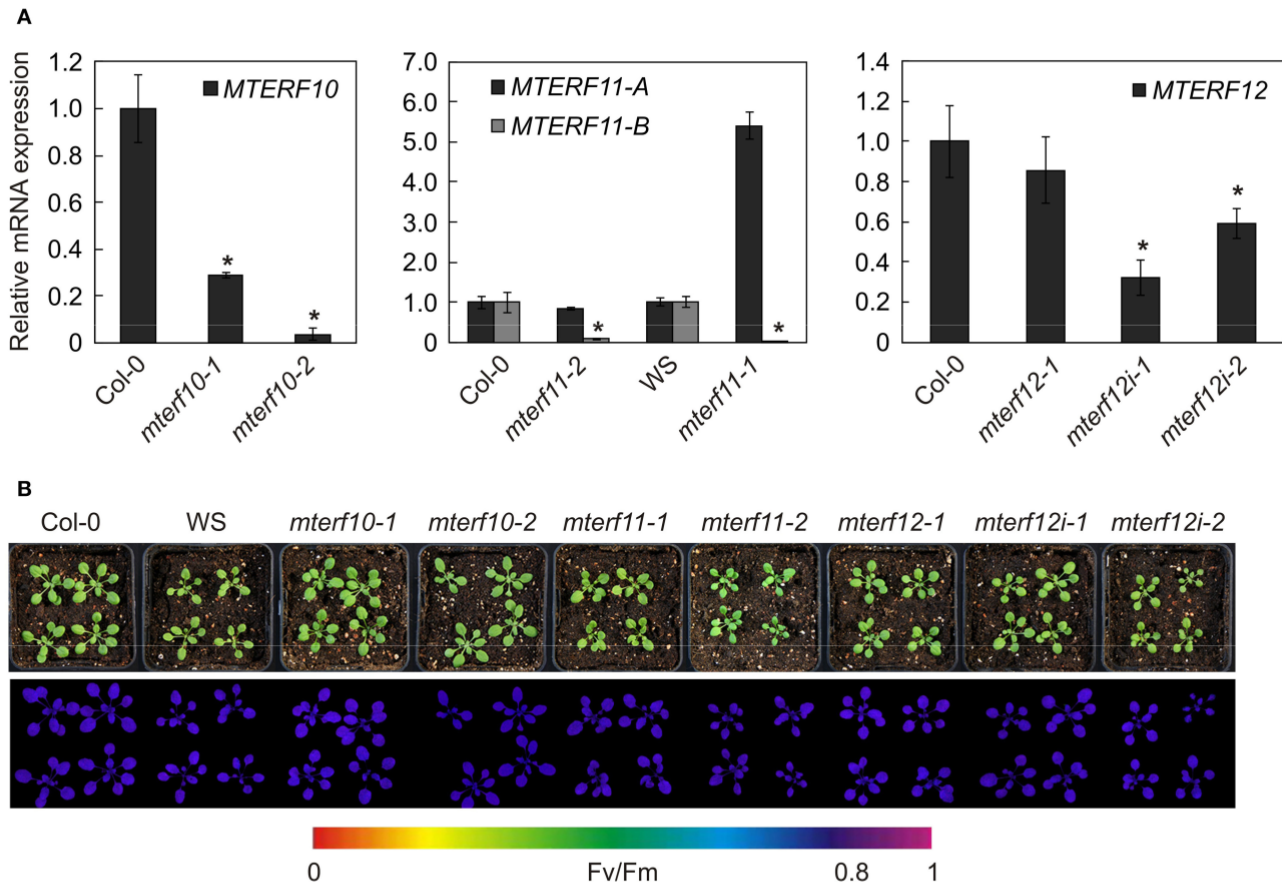 A
Relative mRNA expression
1.2
1.0
0.8
0.6
0.4
0.2
0
MTERF10
*
*
Col-0
mterf10-1
mterf10-2
7.0
6.0
5.0
4.0
3.0
2.0
1.0
0
MTERF11-A
MTERF11-B
*
*
Col-0
mterf11-2
WS
mterf11-1
1.4
1.2
1.0
0.8
0.6
0.4
0.2
0
MTERF12
*
*
Col-0
mterf12-1
mterf12i-1
mterf12i-2
B
Col-0 WS mterf10-1 mterf10-2 mterf11-1 mterf11-2 mterf12-1 mterf12i-1 mterf12i-2
0 Fv/Fm 0.8 1